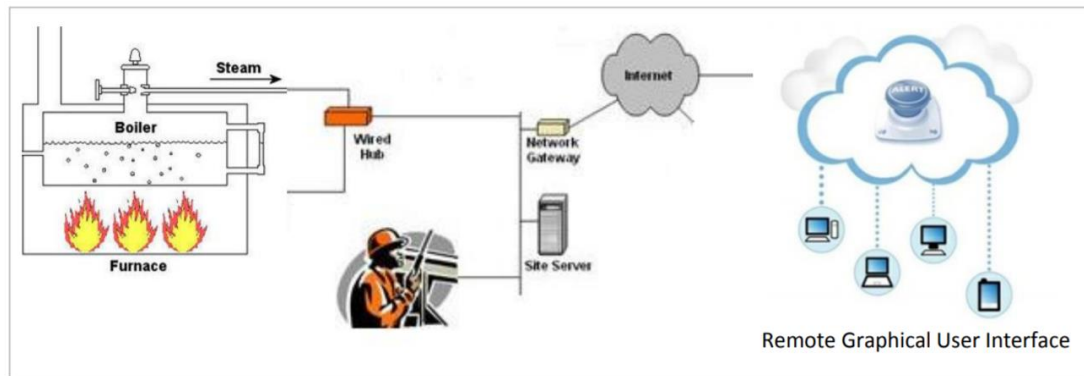 Steam
Boiler
Furnace
Wired
Hub
Internet
Network
Gateway
Site Server
ALERT
Remote Graphical User Interface